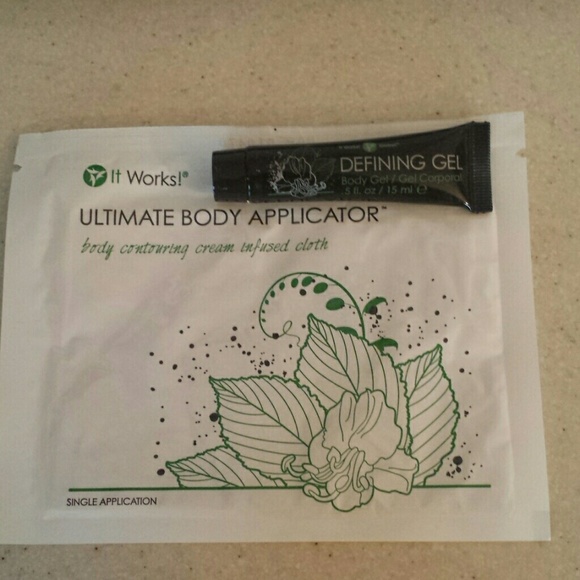 It Works!®
DEFINING GEL
Body Gel / Gel Corporal
.5 fl. oz / 15 ml e
ULTIMATE BODY APPLICATOR™
body contouring cream infused cloth
SINGLE APPLICATION